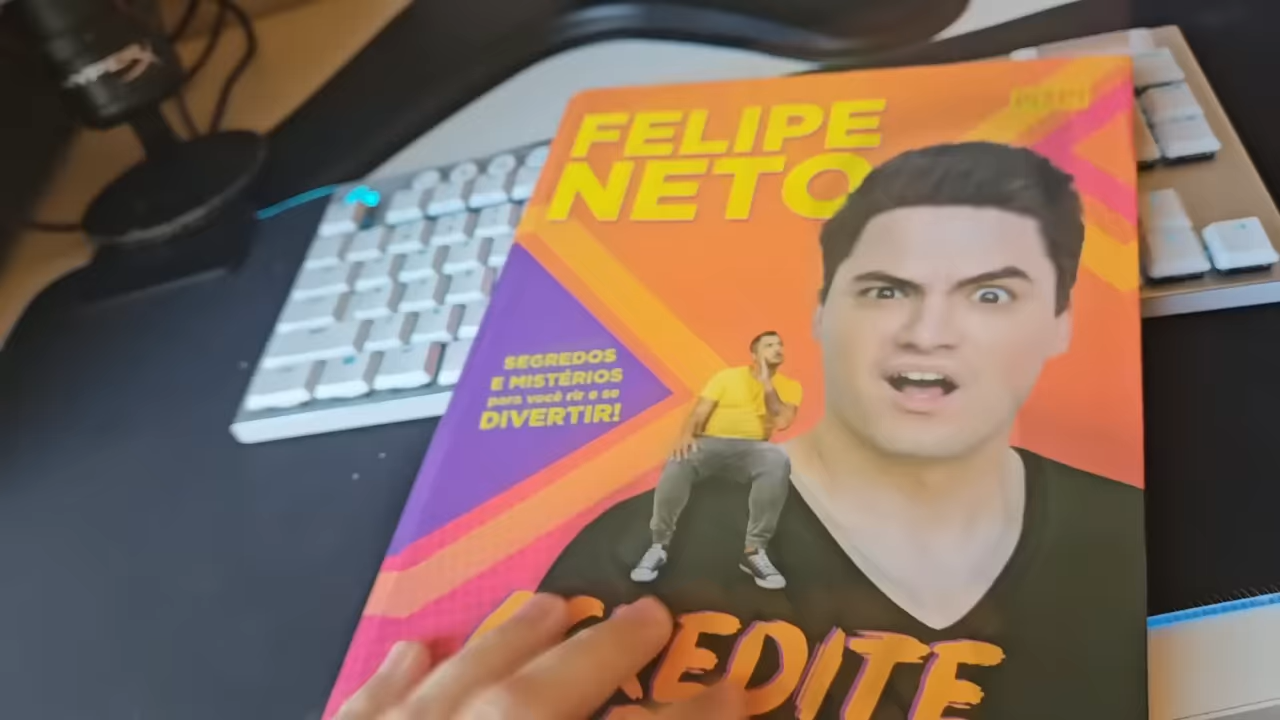 FELIPE
NETO
SEGREDOS
E MISTÉRIOS
para você rir e se
DIVERTIR!